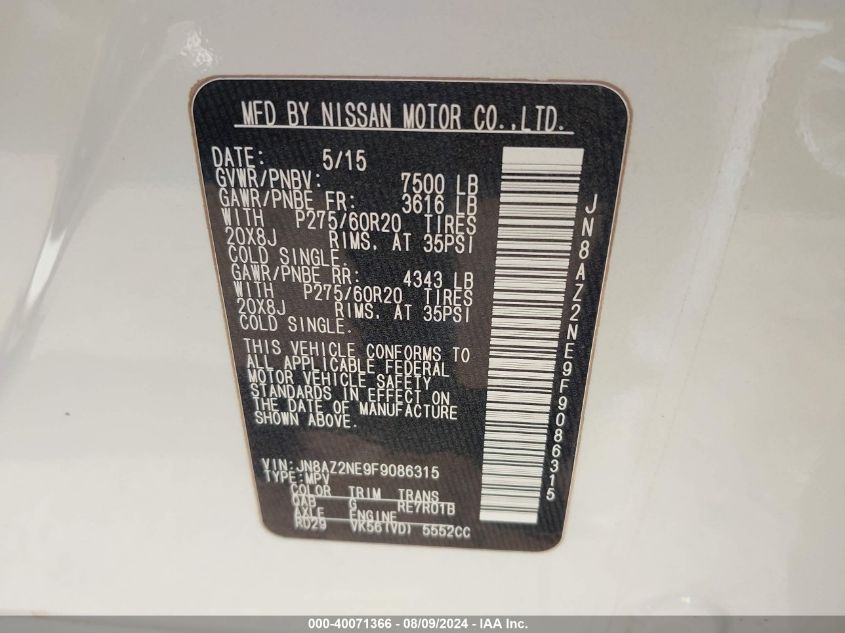 MFD BY NISSAN MOTOR CO.,LTD.
DATE: 5/15
GVWR/PNBV: 7500 LB
GAWR/PNBE FR: 3616 LB
WITH P275/60R20 TIRES
20X8J RIMS. AT 35PSI
COLD SINGLE.
GAWR/PNBE RR: 4343 LB
WITH P275/60R20 TIRES
20X8J RIMS. AT 35PSI
COLD SINGLE.
THIS VEHICLE CONFORMS TO
ALL APPLICABLE FEDERAL
MOTOR VEHICLE SAFETY
STANDARDS IN EFFECT ON
THE DATE OF MANUFACTURE
SHOWN ABOVE.
VIN:JN8AZ2NE9F9086315
TYPE:MPV
COLOR TRIM TRANS
QAB G RE7R01B
AXLE ENGINE
RD29 VK56(VD) 5552CC
JN8AZ2NE9F9086315
000-40071366 - 08/09/2024 - IAA Inc.